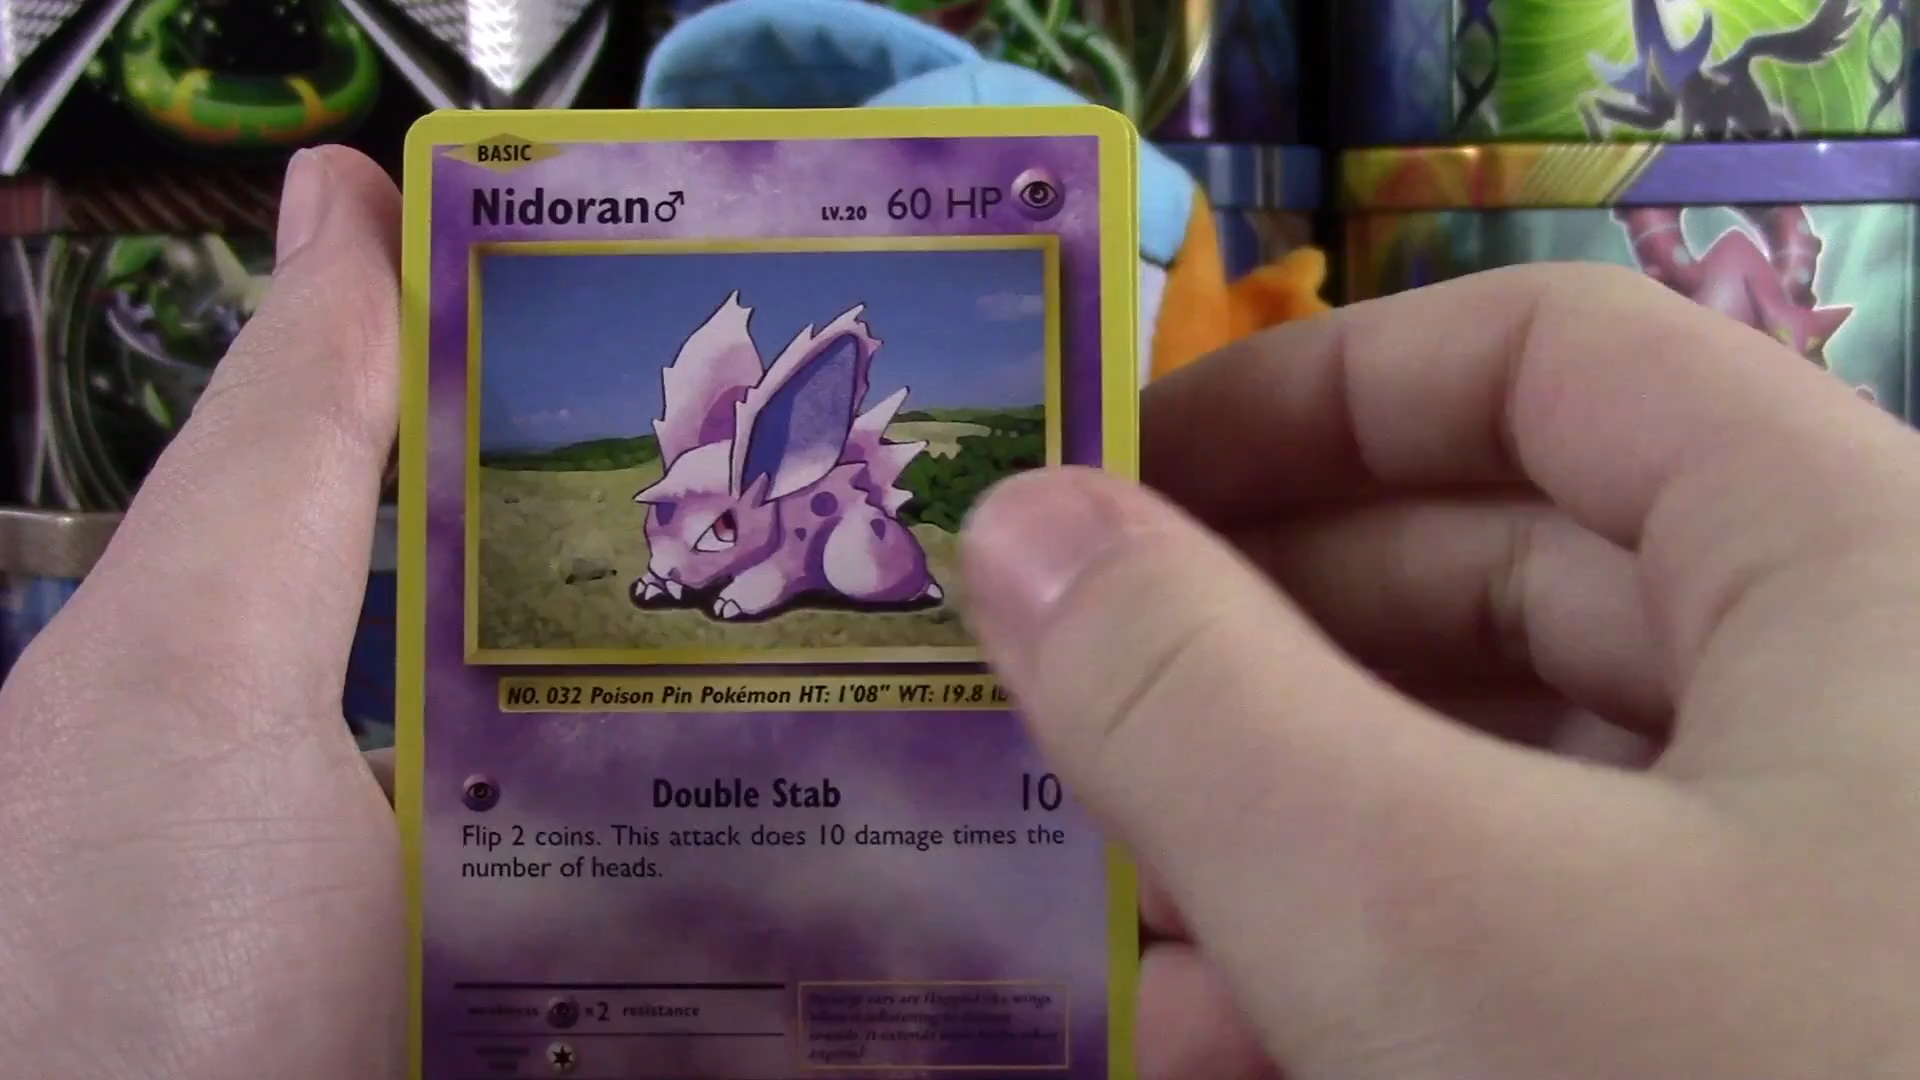 BASIC
Nidoran♂ LV.20 60 HP
NO. 032 Poison Pin Pokémon HT: 1'08" WT: 19.8
Double Stab 10
Flip 2 coins. This attack does 10 damage times the
number of heads.
weakness ×2 resistance